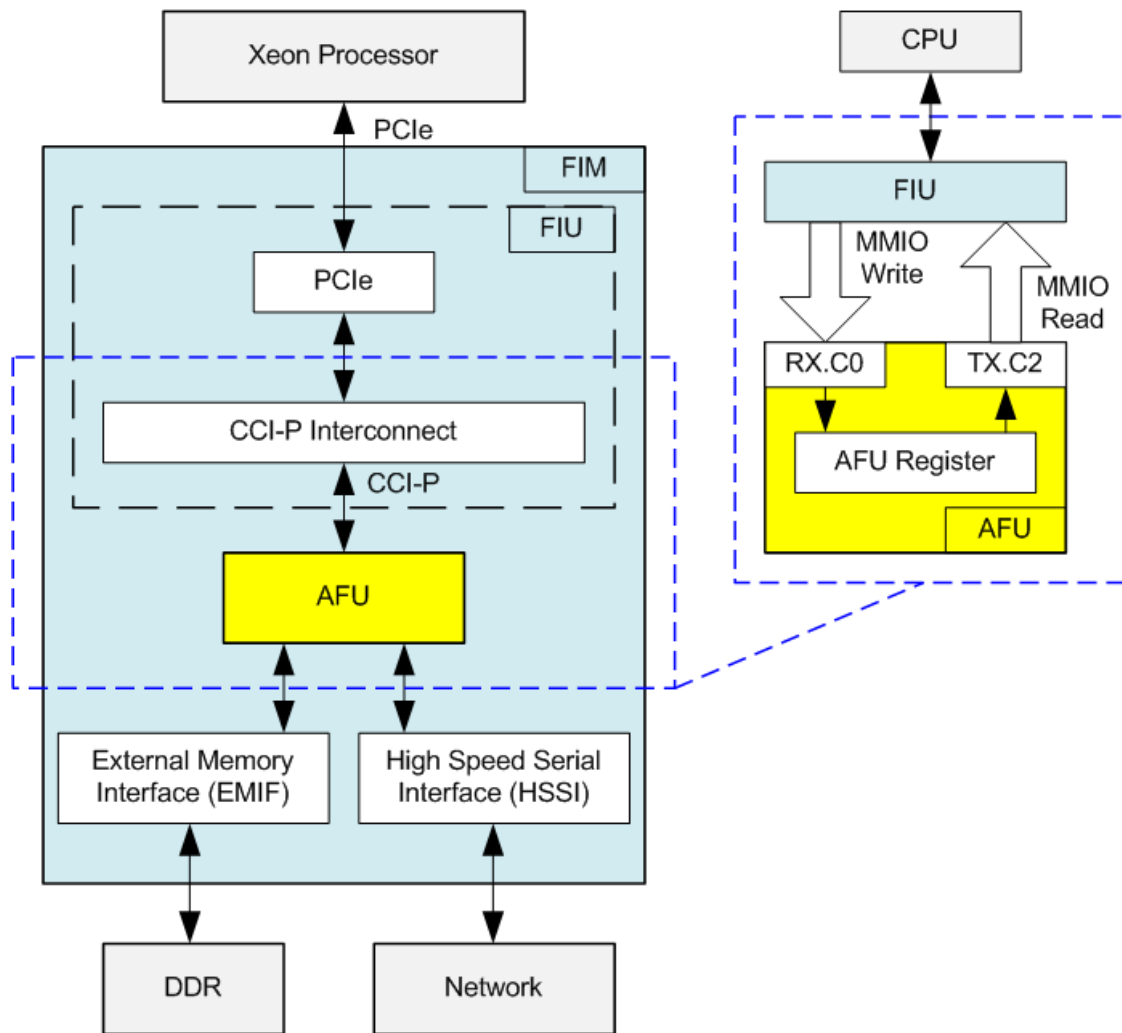 Xeon Processor
PCIe
FIM
FIU
PCIe
CCI-P Interconnect
CCI-P
AFU
External Memory
Interface (EMIF)
High Speed Serial
Interface (HSSI)
DDR
Network
CPU
FIU
MMIO
Write
MMIO
Read
RX.C0
TX.C2
AFU Register
AFU